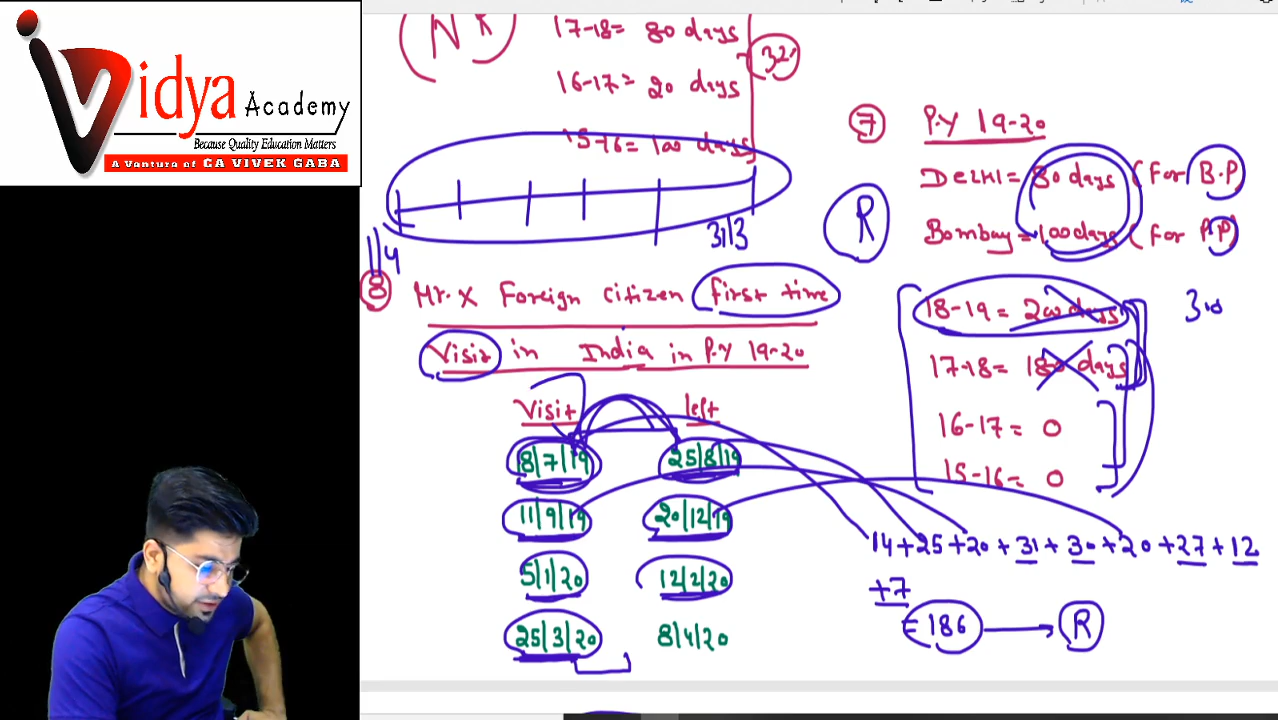 Vidya
Academy
Because Quality Education Matters
A Ventura of CA VIVEK GABA
17-18= 80 days
16-17= 20 days
15-16= 100 days
31/3
1/4
⑧ Mr. X Foreign citizen first time
Visit in India in P.Y 19-20
Visit left
8/7/19 25/8/19
11/9/19 20/12/19
5/1/20 12/2/20
25/3/20 8/4/20
⑦ P.Y 19-20
Delhi = 80 days (For B.P)
Bombay = 100 days (For P.P)
R
18-19 = 200 days
17-18 = 180 days
16-17 = 0
15-16 = 0
14+25+20+31+30+20+27+12
+7
= 186 → R